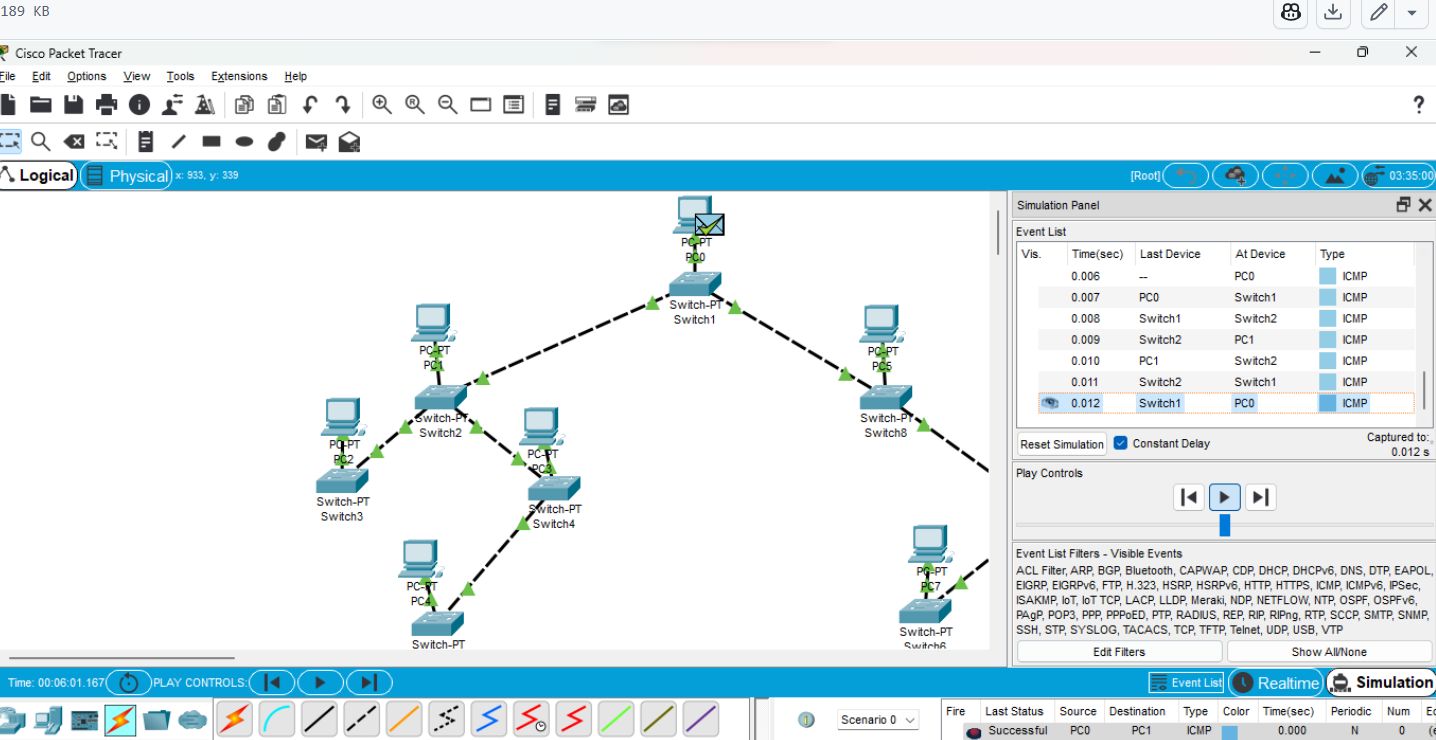 189 KB
Cisco Packet Tracer
File Edit Options View Tools Extensions Help
Logical Physical x: 933, y: 339 [Root] 03:35:00
Simulation Panel
Event List
Vis. Time(sec) Last Device At Device Type
0.006 -- PC0 ICMP
0.007 PC0 Switch1 ICMP
0.008 Switch1 Switch2 ICMP
0.009 Switch2 PC1 ICMP
0.010 PC1 Switch2 ICMP
0.011 Switch2 Switch1 ICMP
0.012 Switch1 PC0 ICMP
Reset Simulation Constant Delay Captured to:
0.012 s
Play Controls
Event List Filters - Visible Events
ACL Filter, ARP, BGP, Bluetooth, CAPWAP, CDP, DHCP, DHCPv6, DNS, DTP, EAPOL,
EIGRP, EIGRPv6, FTP, H.323, HSRP, HSRPv6, HTTP, HTTPS, ICMP, ICMPv6, IPSec,
ISAKMP, IoT, IoT TCP, LACP, LLDP, Meraki, NDP, NETFLOW, NTP, OSPF, OSPFv6,
PAgP, POP3, PPP, PPPoED, PTP, RADIUS, REP, RIP, RIPng, RTP, SCCP, SMTP, SNMP,
SSH, STP, SYSLOG, TACACS, TCP, TFTP, Telnet, UDP, USB, VTP
Edit Filters Show All/None
PC-PT
PC0
Switch-PT
Switch1
PC-PT
PC1
Switch-PT
Switch2
PC-PT
PC5
Switch-PT
Switch8
PC-PT
PC2
Switch-PT
Switch3
PC-PT
PC3
Switch-PT
Switch4
PC-PT
PC4
Switch-PT
PC-PT
PC7
Switch-PT
Switch6
Time: 00:06:01.167 PLAY CONTROLS: Event List Realtime Simulation
Scenario 0
Fire Last Status Source Destination Type Color Time(sec) Periodic Num
Successful PC0 PC1 ICMP 0.000 N 0